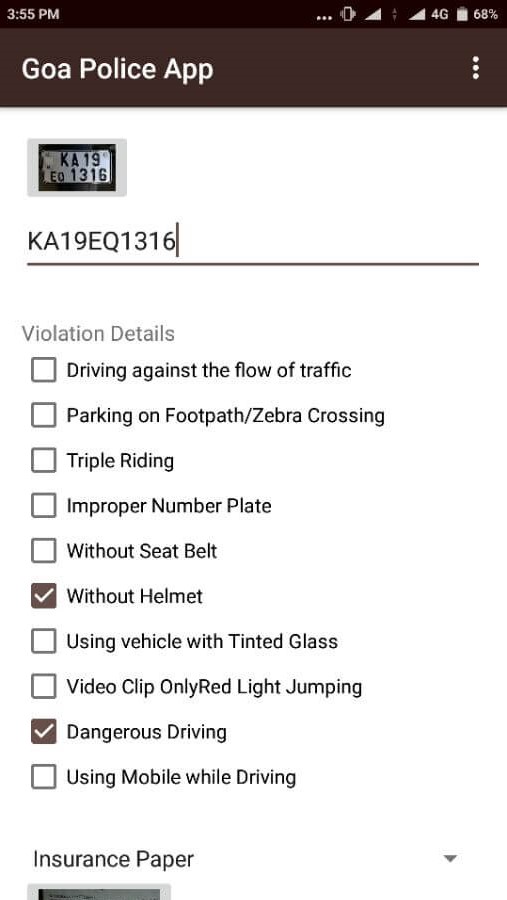 3:55 PM
4G 68%
Goa Police App
KA 19
EQ 1316
KA19EQ1316
Violation Details
Driving against the flow of traffic
Parking on Footpath/Zebra Crossing
Triple Riding
Improper Number Plate
Without Seat Belt
Without Helmet
Using vehicle with Tinted Glass
Video Clip OnlyRed Light Jumping
Dangerous Driving
Using Mobile while Driving
Insurance Paper